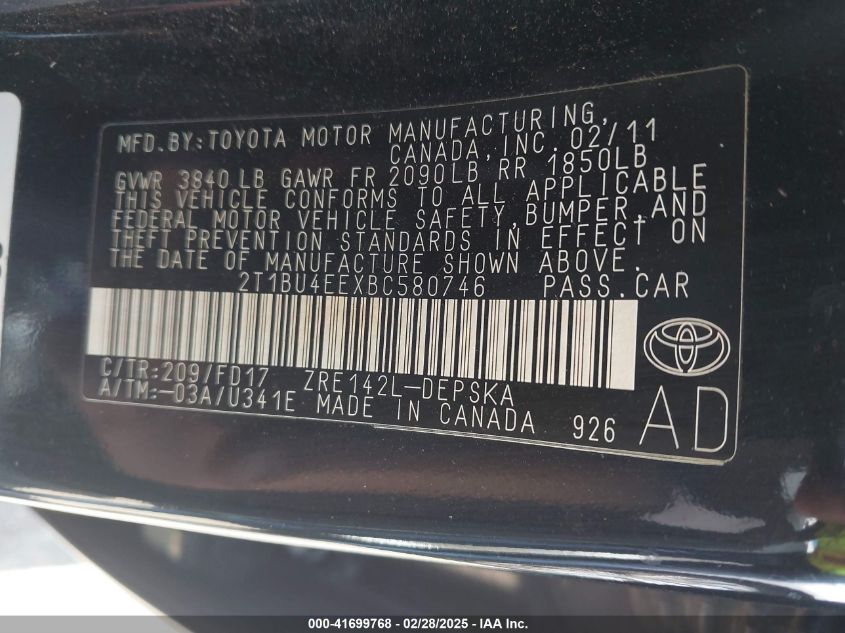 MFD.BY:TOYOTA MOTOR MANUFACTURING,
CANADA,INC. 02/11
GVWR 3840LB GAWR FR 2090LB RR 1850LB
THIS VEHICLE CONFORMS TO ALL APPLICABLE
FEDERAL MOTOR VEHICLE SAFETY,BUMPER,AND
THEFT PREVENTION STANDARDS IN EFFECT ON
THE DATE OF MANUFACTURE SHOWN ABOVE.
2T1BU4EEXBC580746 PASS.CAR
C/TR:209/FD17 ZRE142L-DEPSKA
A/TM:-03A/U341E MADE IN CANADA 926
AD
000-41699768 | 02/28/2025 - IAA Inc.